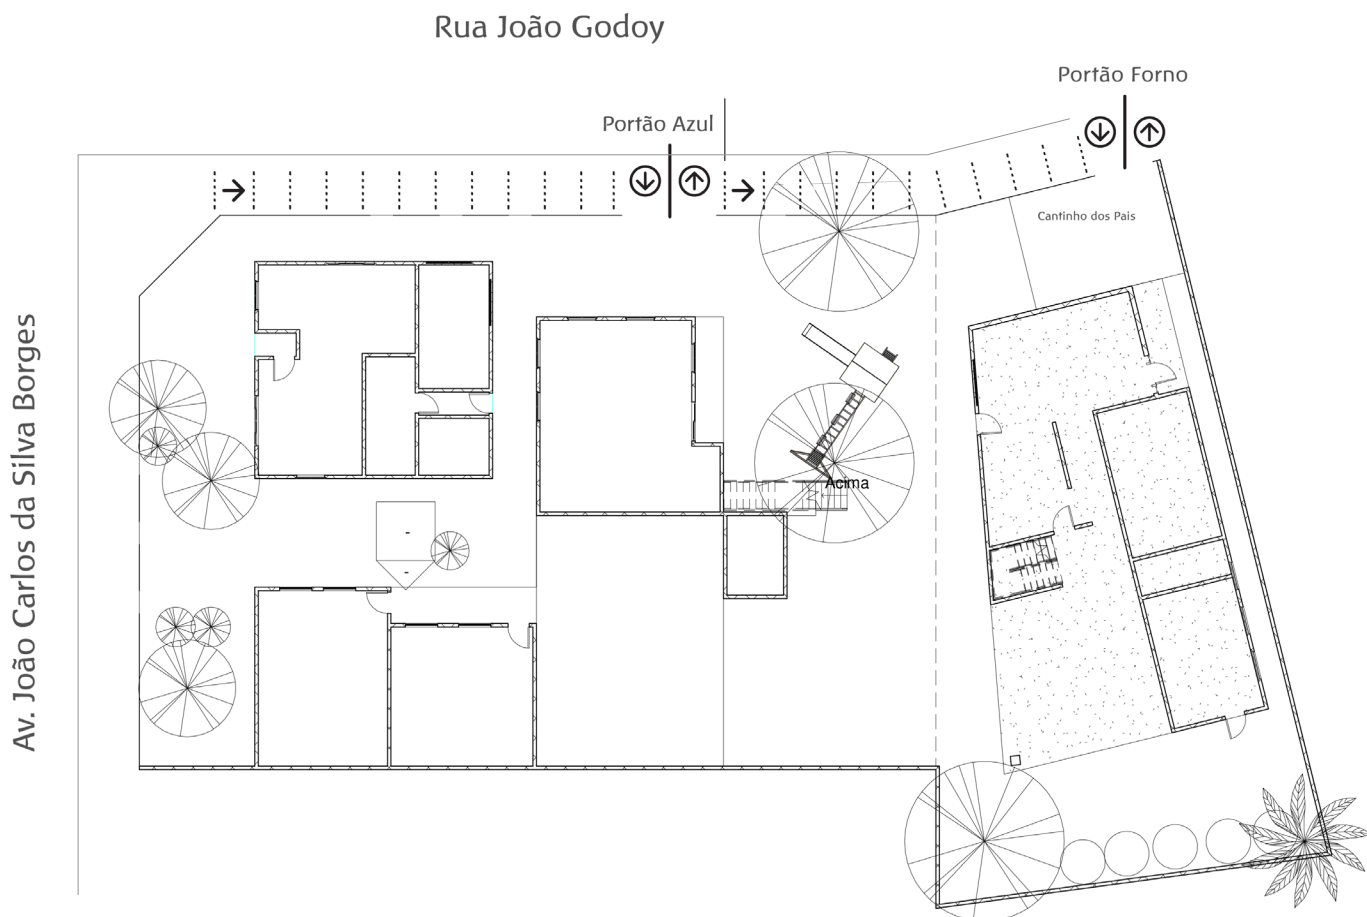 Rua João Godoy
Portão Forno
Portão Azul
Cantinho dos Pais
Av. João Carlos da Silva Borges
Acima